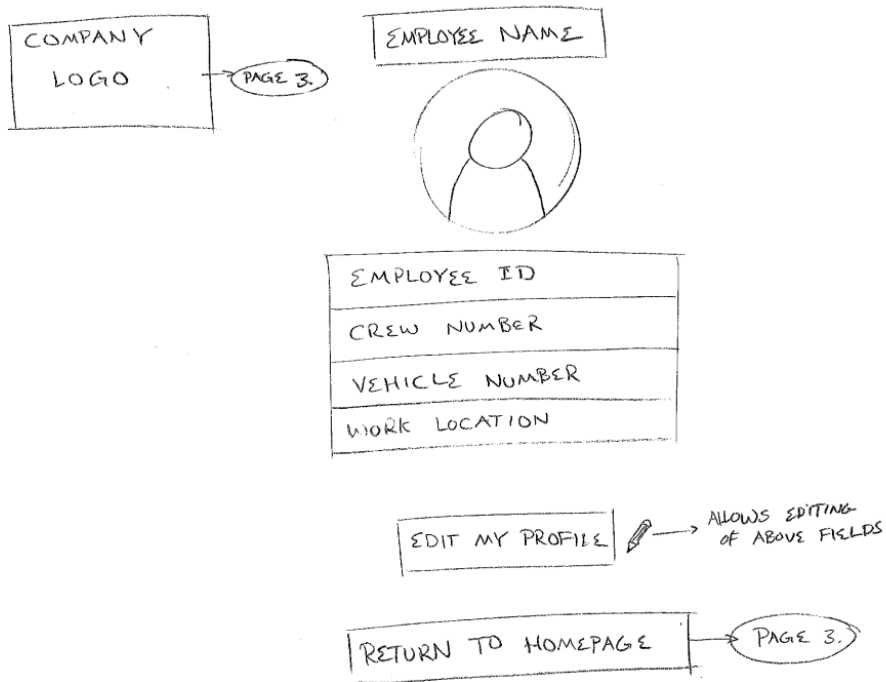 COMPANY
LOGO
PAGE 3.
EMPLOYEE NAME
EMPLOYEE ID
CREW NUMBER
VEHICLE NUMBER
WORK LOCATION
EDIT MY PROFILE
ALLOWS EDITING
OF ABOVE FIELDS
RETURN TO HOMEPAGE
PAGE 3.